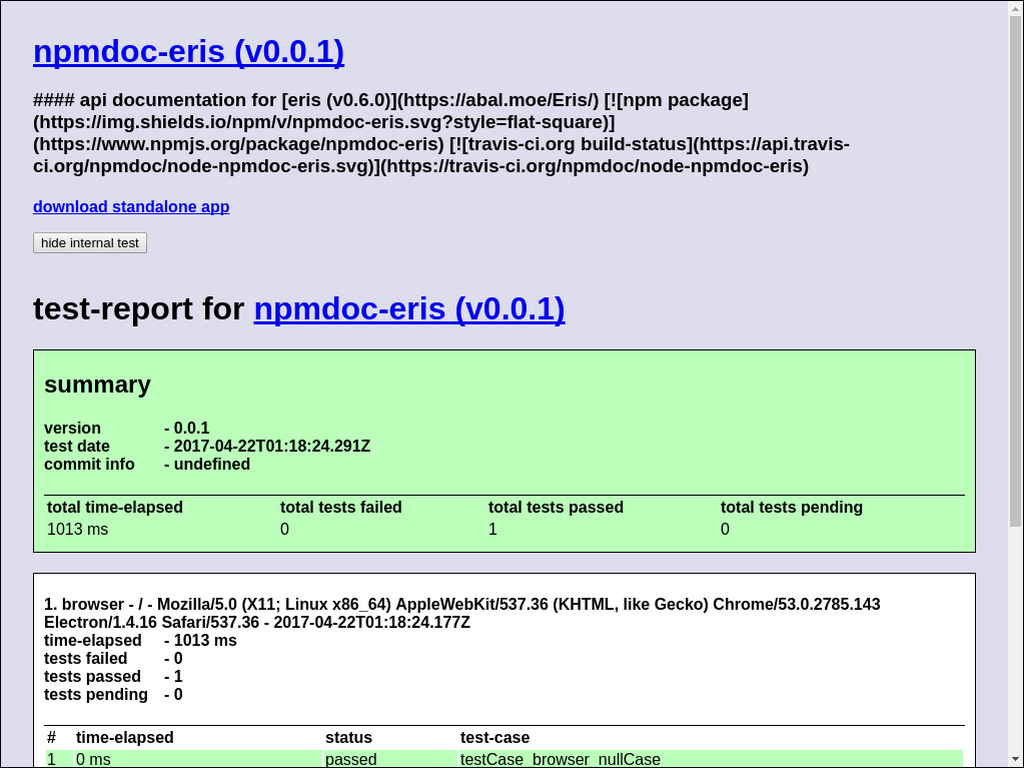 npmdoc-eris (v0.0.1)
#### api documentation for [eris (v0.6.0)](https://abal.moe/Eris/) [![npm package]
(https://img.shields.io/npm/v/npmdoc-eris.svg?style=flat-square)]
(https://www.npmjs.org/package/npmdoc-eris) [![travis-ci.org build-status](https://api.travis-
ci.org/npmdoc/node-npmdoc-eris.svg)](https://travis-ci.org/npmdoc/node-npmdoc-eris)
download standalone app
hide internal test
test-report for npmdoc-eris (v0.0.1)
summary
version - 0.0.1
test date - 2017-04-22T01:18:24.291Z
commit info - undefined
total time-elapsed total tests failed total tests passed total tests pending
1013 ms 0 1 0
1. browser - / - Mozilla/5.0 (X11; Linux x86_64) AppleWebKit/537.36 (KHTML, like Gecko) Chrome/53.0.2785.143
Electron/1.4.16 Safari/537.36 - 2017-04-22T01:18:24.177Z
time-elapsed - 1013 ms
tests failed - 0
tests passed - 1
tests pending - 0
# time-elapsed status test-case
1 0 ms passed testCase_browser_nullCase